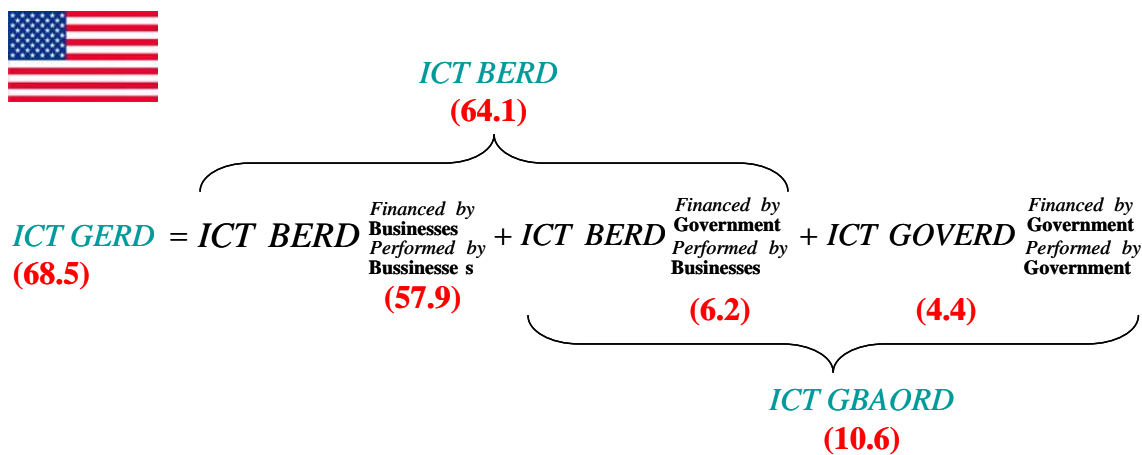 ICT BERD
(64.1)
ICT GERD = ICT BERD Financed by Businesses Performed by Bussinesse s + ICT BERD Financed by Government Performed by Businesses + ICT GOVERD Financed by Government Performed by Government
(68.5) (57.9) (6.2) (4.4)
ICT GBAORD
(10.6)